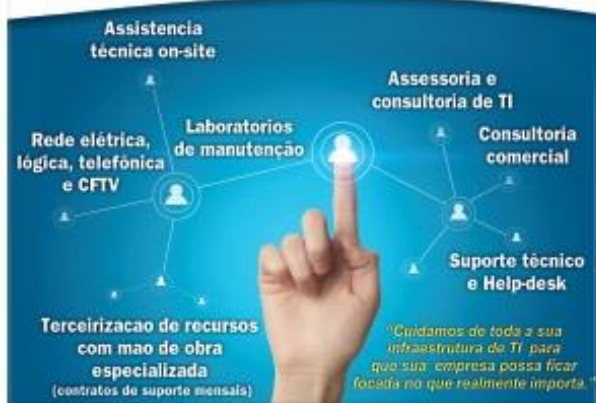 Assistencia
técnica on-site
Assessoria e
consultoria de TI
Rede elétrica,
lógica, telefônica
e CFTV
Laboratórios
de manutenção
Consultoria
comercial
Suporte técnico
e Help-desk
Terceirizacao de recursos
com mao de obra
especializada
(contratos de suporte mensais)
"Cuidamos de toda a sua
infraestrutura de TI para
que sua empresa possa ficar
focada no que realmente importa."